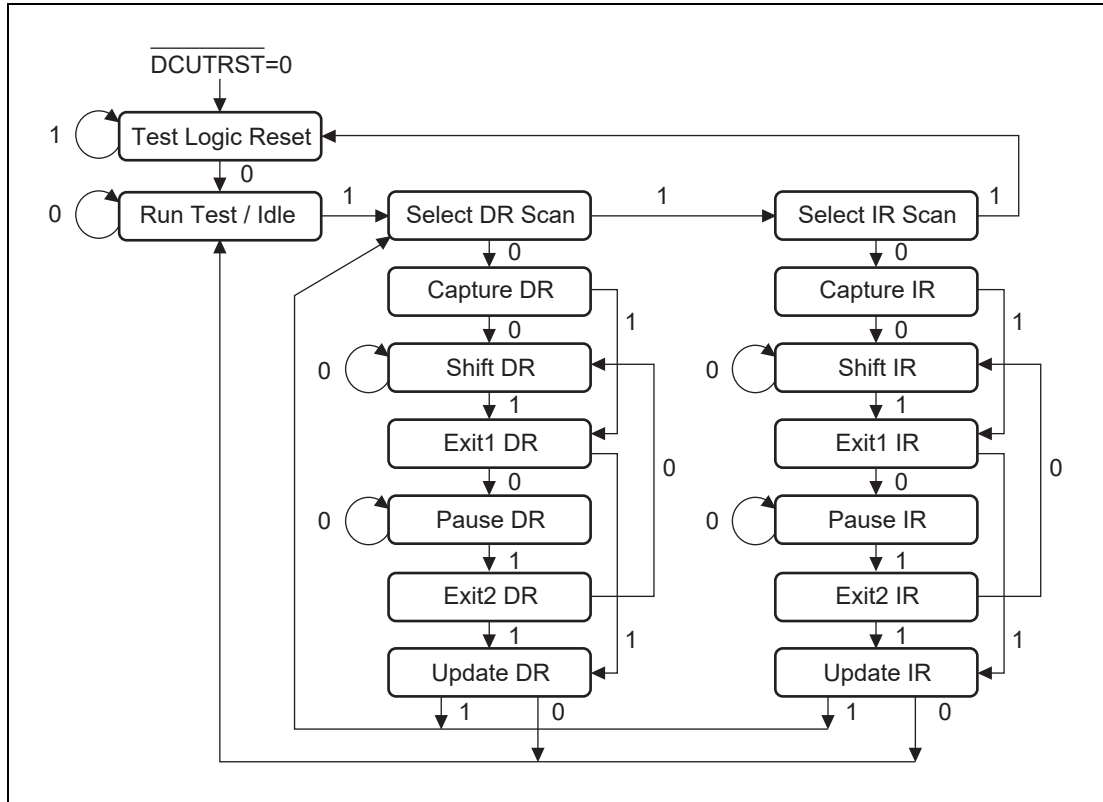 DCUTRST=0
1 Test Logic Reset
0
0 Run Test / Idle 1 Select DR Scan 1 Select IR Scan 1
0 0
Capture DR Capture IR
1 1
0 0
0 Shift DR 0 Shift IR
1 1
Exit1 DR Exit1 IR
0 0
0 0
0 Pause DR 0 Pause IR
1 1
Exit2 DR Exit2 IR
1 1
1 1
Update DR Update IR
1 0 1 0